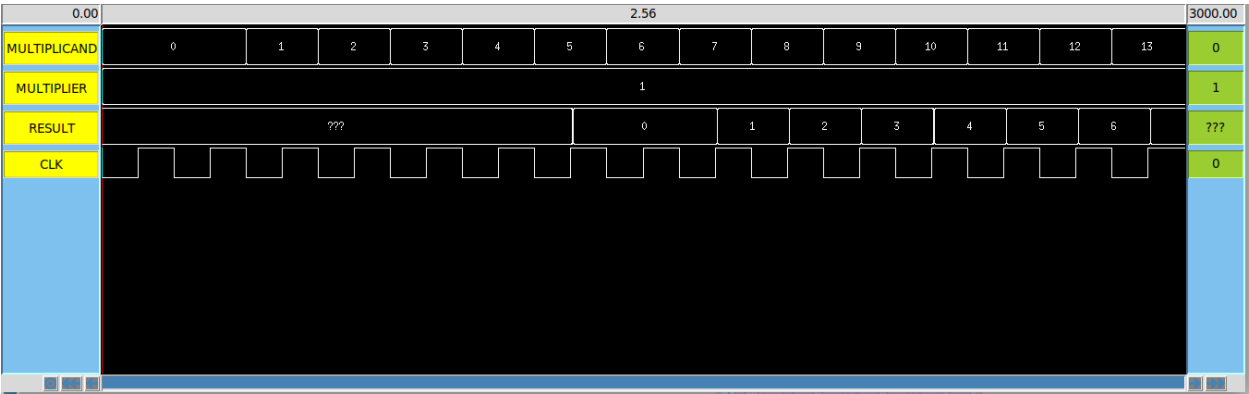 0.00 2.56 3000.00
MULTIPLICAND 0 1 2 3 4 5 6 7 8 9 10 11 12 13 0
MULTIPLIER 1 1
RESULT ??? 0 1 2 3 4 5 6 ???
CLK 0